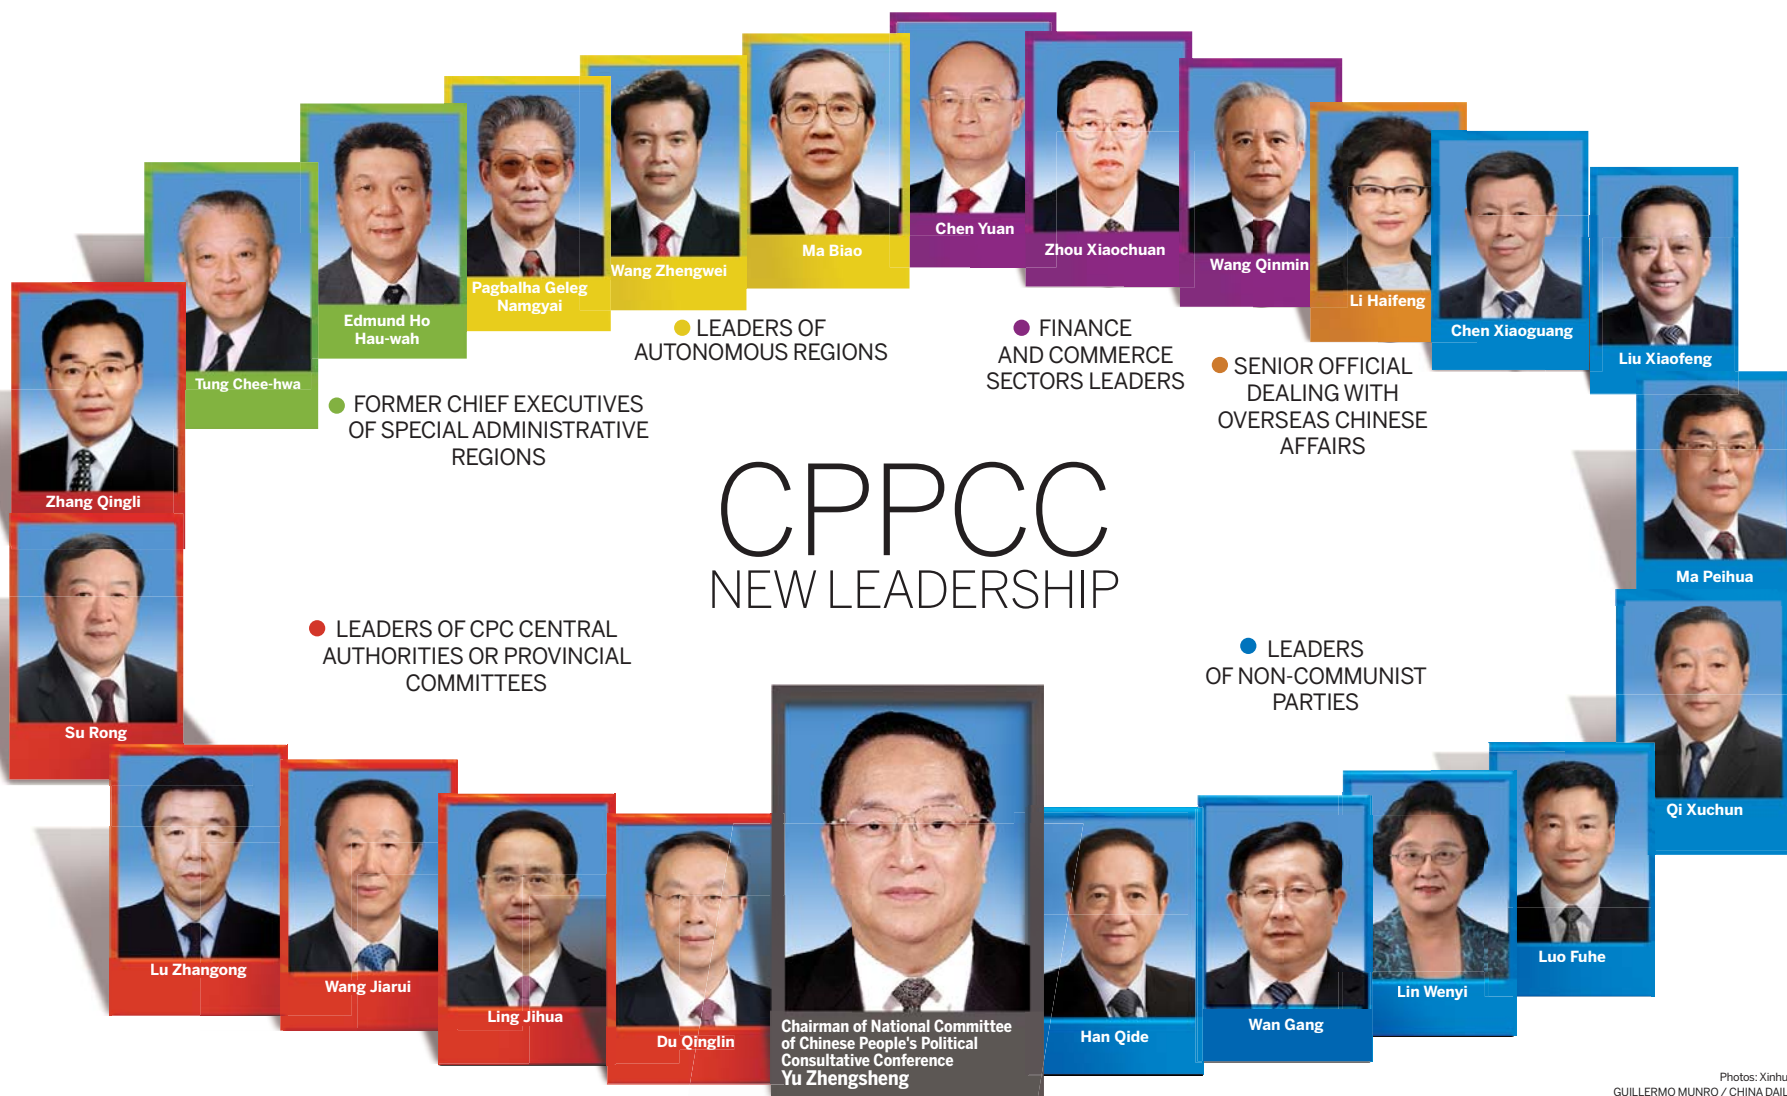 Chen Yuan
Zhou Xiaochuan
Wang Qinmin
Ma Biao
Wang Zhengwei
Pagbalha Geleg
Namgyai
Edmund Ho
Hau-wah
Tung Chee-hwa
Li Haifeng
Chen Xiaoguang
Liu Xiaofeng
LEADERS OF
AUTONOMOUS REGIONS
FINANCE
AND COMMERCE
SECTORS LEADERS
SENIOR OFFICIAL
DEALING WITH
OVERSEAS CHINESE
AFFAIRS
FORMER CHIEF EXECUTIVES
OF SPECIAL ADMINISTRATIVE
REGIONS
Zhang Qingli
CPPCC
NEW LEADERSHIP
Ma Peihua
LEADERS OF CPC CENTRAL
AUTHORITIES OR PROVINCIAL
COMMITTEES
LEADERS
OF NON-COMMUNIST
PARTIES
Su Rong
Qi Xuchun
Lu Zhangong
Wang Jiarui
Ling Jihua
Du Qinglin
Chairman of National Committee
of Chinese People's Political
Consultative Conference
Yu Zhengsheng
Han Qide
Wan Gang
Lin Wenyi
Luo Fuhe
Photos: Xinhu
GUILLERMO MUNRO / CHINA DAIL